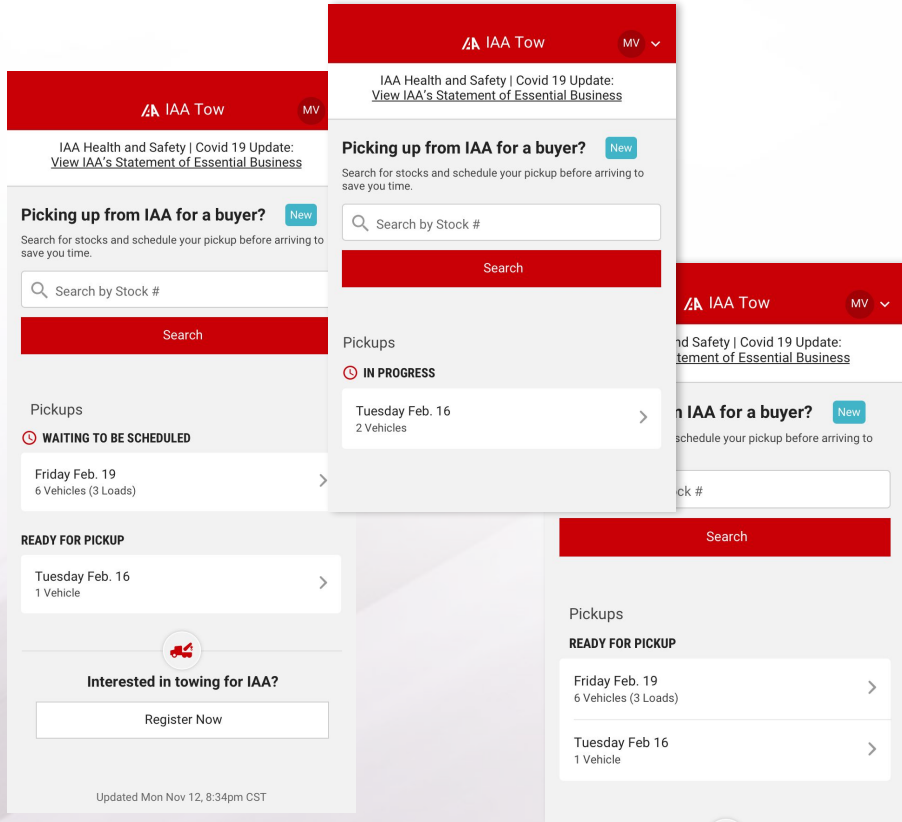 IAA Tow
MV
IAA Health and Safety | Covid 19 Update:
View IAA's Statement of Essential Business
Picking up from IAA for a buyer?
New
Search for stocks and schedule your pickup before arriving to
save you time.
Search by Stock #
Search
Pickups
WAITING TO BE SCHEDULED
Friday Feb. 19
6 Vehicles (3 Loads)
READY FOR PICKUP
Tuesday Feb. 16
1 Vehicle
Interested in towing for IAA?
Register Now
Updated Mon Nov 12, 8:34pm CST
IAA Tow
MV
IAA Health and Safety | Covid 19 Update:
View IAA's Statement of Essential Business
Picking up from IAA for a buyer?
New
Search for stocks and schedule your pickup before arriving to
save you time.
Search by Stock #
Search
Pickups
IN PROGRESS
Tuesday Feb. 16
2 Vehicles
IAA Tow
MV
Safety | Covid 19 Update:
of Essential Business
IAA for a buyer?
New
schedule your pickup before arriving to
#
Search
Pickups
READY FOR PICKUP
Friday Feb. 19
6 Vehicles (3 Loads)
Tuesday Feb 16
1 Vehicle